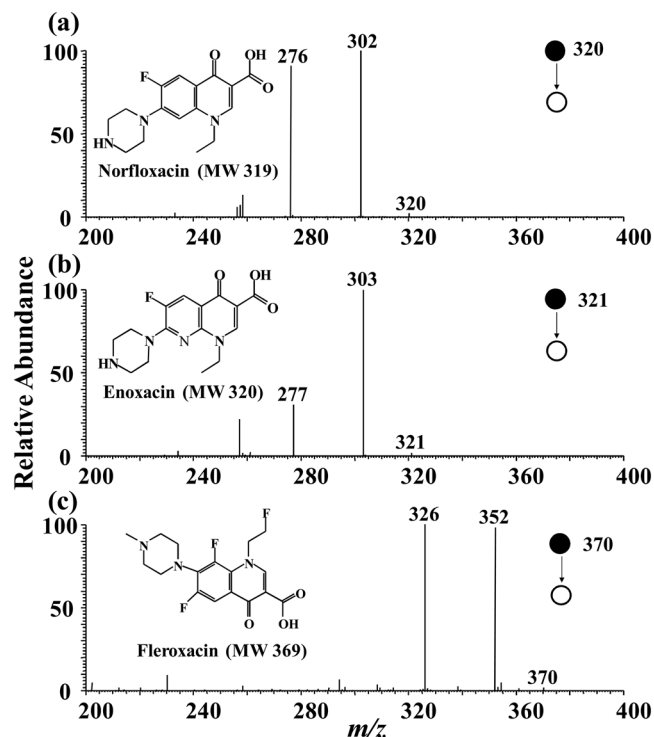 (a)
100
276
302
320
F
O
OH
O
N
N
HN
50
Norfloxacin (MW 319)
320
0
200
240
280
320
360
400
(b)
100
303
321
F
O
OH
O
N
N
N
HN
50
Enoxacin (MW 320)
277
321
0
200
240
280
320
360
400
Relative Abundance
(c)
100
326
352
370
F
N
F
N
N
F
O
O
OH
50
Fleroxacin (MW 369)
370
0
200
240
280
320
360
400
m/z